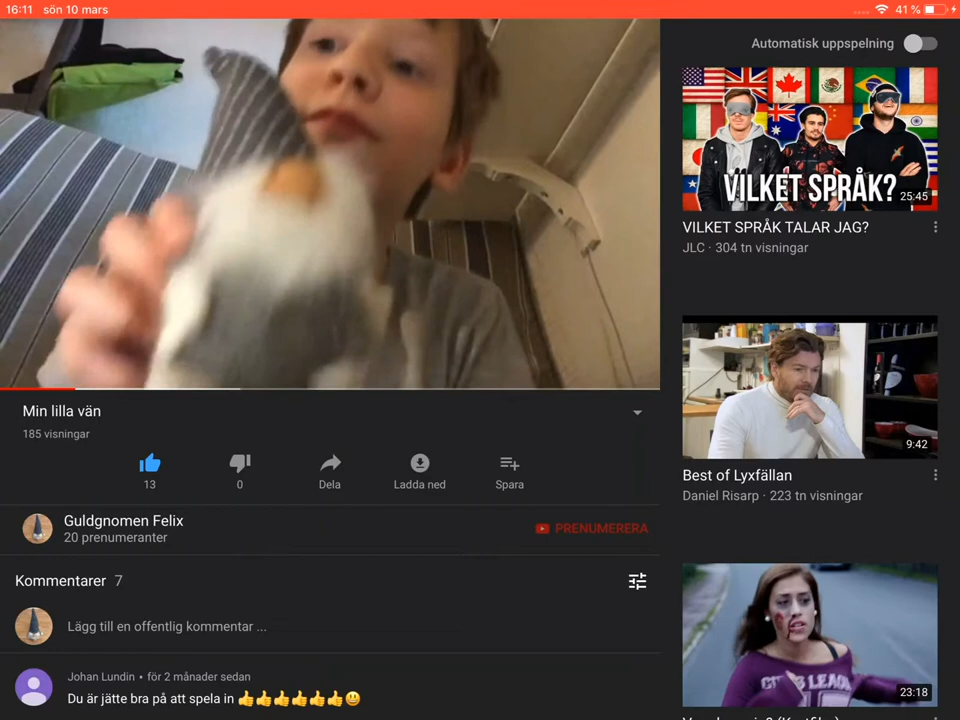 16:11 sön 10 mars
41 %
Automatisk uppspelning
VILKET SPRÅK?
25:45
VILKET SPRÅK TALAR JAG?
JLC · 304 tn visningar
9:42
Best of Lyxfällan
Daniel Risarp · 223 tn visningar
23:18
Min lilla vän
185 visningar
13
0
Dela
Ladda ned
Spara
Guldgnomen Felix
20 prenumeranter
PRENUMERERA
Kommentarer 7
Lägg till en offentlig kommentar ...
Johan Lundin • för 2 månader sedan
Du är jätte bra på att spela in 👍👍👍👍👍👍😃